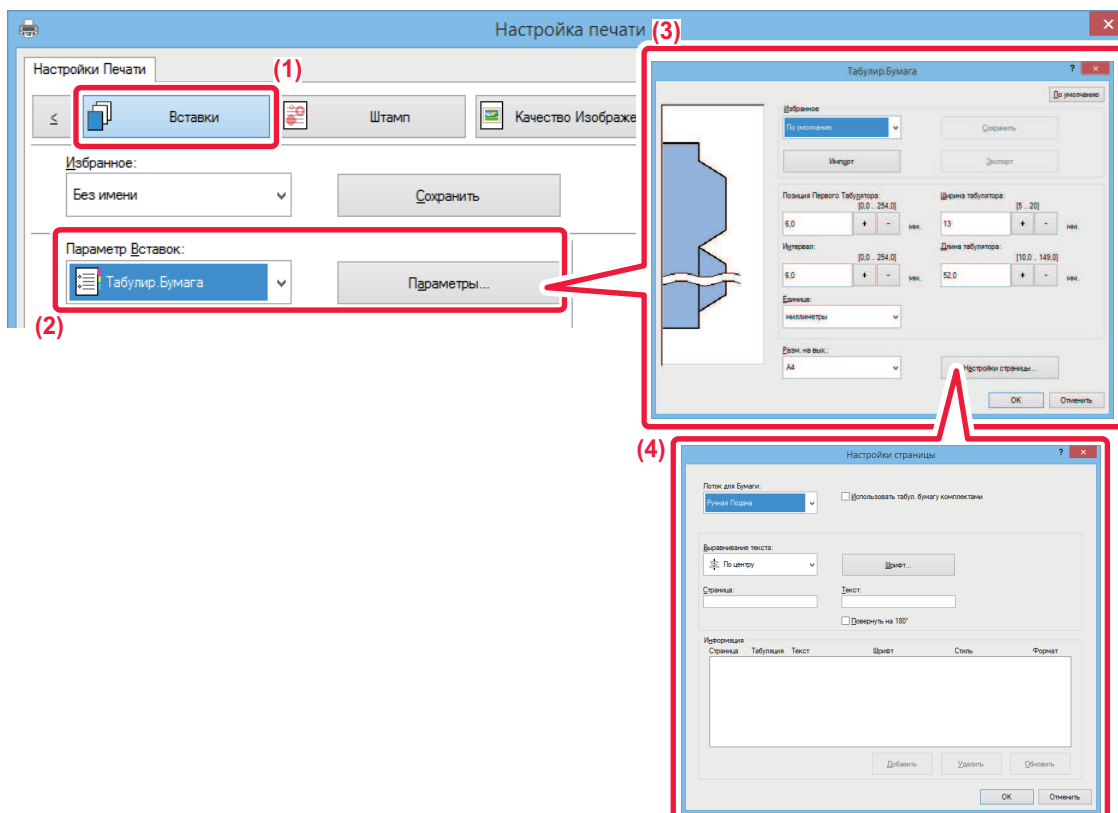 Настройка печати
Настройки Печати
(1)
≤ Вставки Штамп Качество Изображе
Избранное:
Без имени Сохранить
Параметр Вставок:
Табулир.Бумага Параметры...
(2)
(3)
Табулир.Бумага ?
По умолчанию
Избранное
По умолчанию Сохранить
Импорт Экспорт
Позиция Первого Табулятора: Ширина табулятора:
[0,0 .. 254,0] [5 .. 20]
6,0 + - мм. 13 + - мм.
Интервал: Длина табулятора:
[0,0 .. 254,0] [10,0 .. 149,0]
6,0 + - мм. 52,0 + - мм.
Единица:
миллиметры
Разм. на вых.:
A4 Настройки страницы...
OK Отменить
(4)
Настройки страницы ?
Лоток для Бумаги:
Ручная Подача Использовать табул. бумагу комплектами
Выравнивание текста:
По центру Шрифт...
Страница: Текст:
Повернуть на 180°
Информация
Страница Табуляция Текст Шрифт Стиль Формат
Добавить Удалить Обновить
OK Отменить